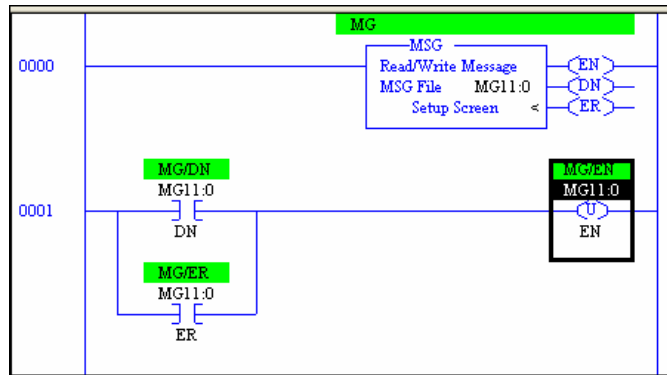 MG
MSG
0000
Read/Write Message
EN
MSG File MG11:0
DN
Setup Screen <
ER
MG/DN
MG/EN
MG11:0
MG11:0
0001
U
DN
EN
MG/ER
MG11:0
ER